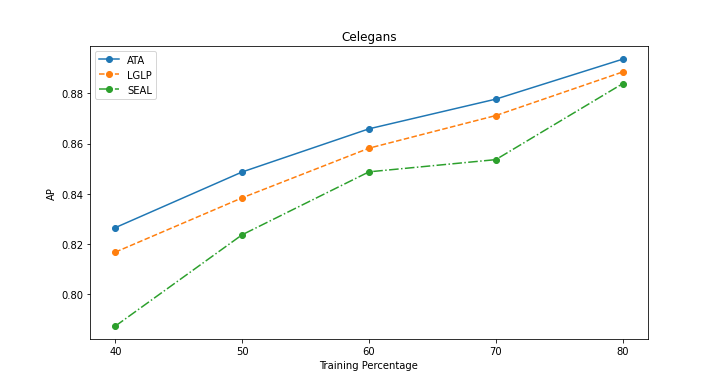 Celegans
ATA
LGLP
SEAL
AP
0.88
0.86
0.84
0.82
0.80
40 50 60 70 80
Training Percentage